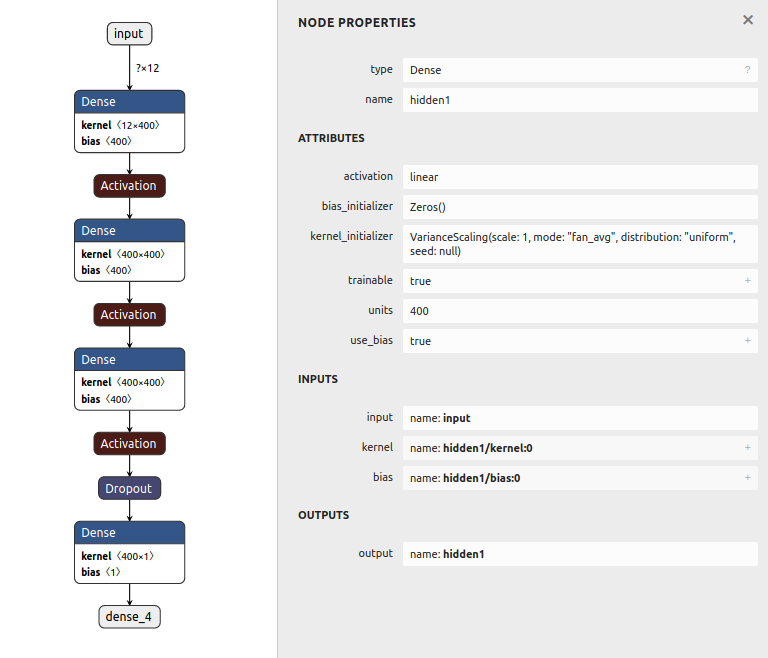 input
?×12
Dense
kernel〈12×400〉
bias〈400〉
Activation
Dense
kernel〈400×400〉
bias〈400〉
Activation
Dense
kernel〈400×400〉
bias〈400〉
Activation
Dropout
Dense
kernel〈400×1〉
bias〈1〉
dense_4
NODE PROPERTIES ×
type Dense ?
name hidden1
ATTRIBUTES
activation linear
bias_initializer Zeros()
kernel_initializer VarianceScaling(scale: 1, mode: "fan_avg", distribution: "uniform",
seed: null)
trainable true +
units 400
use_bias true +
INPUTS
input name: input
kernel name: hidden1/kernel:0 +
bias name: hidden1/bias:0 +
OUTPUTS
output name: hidden1